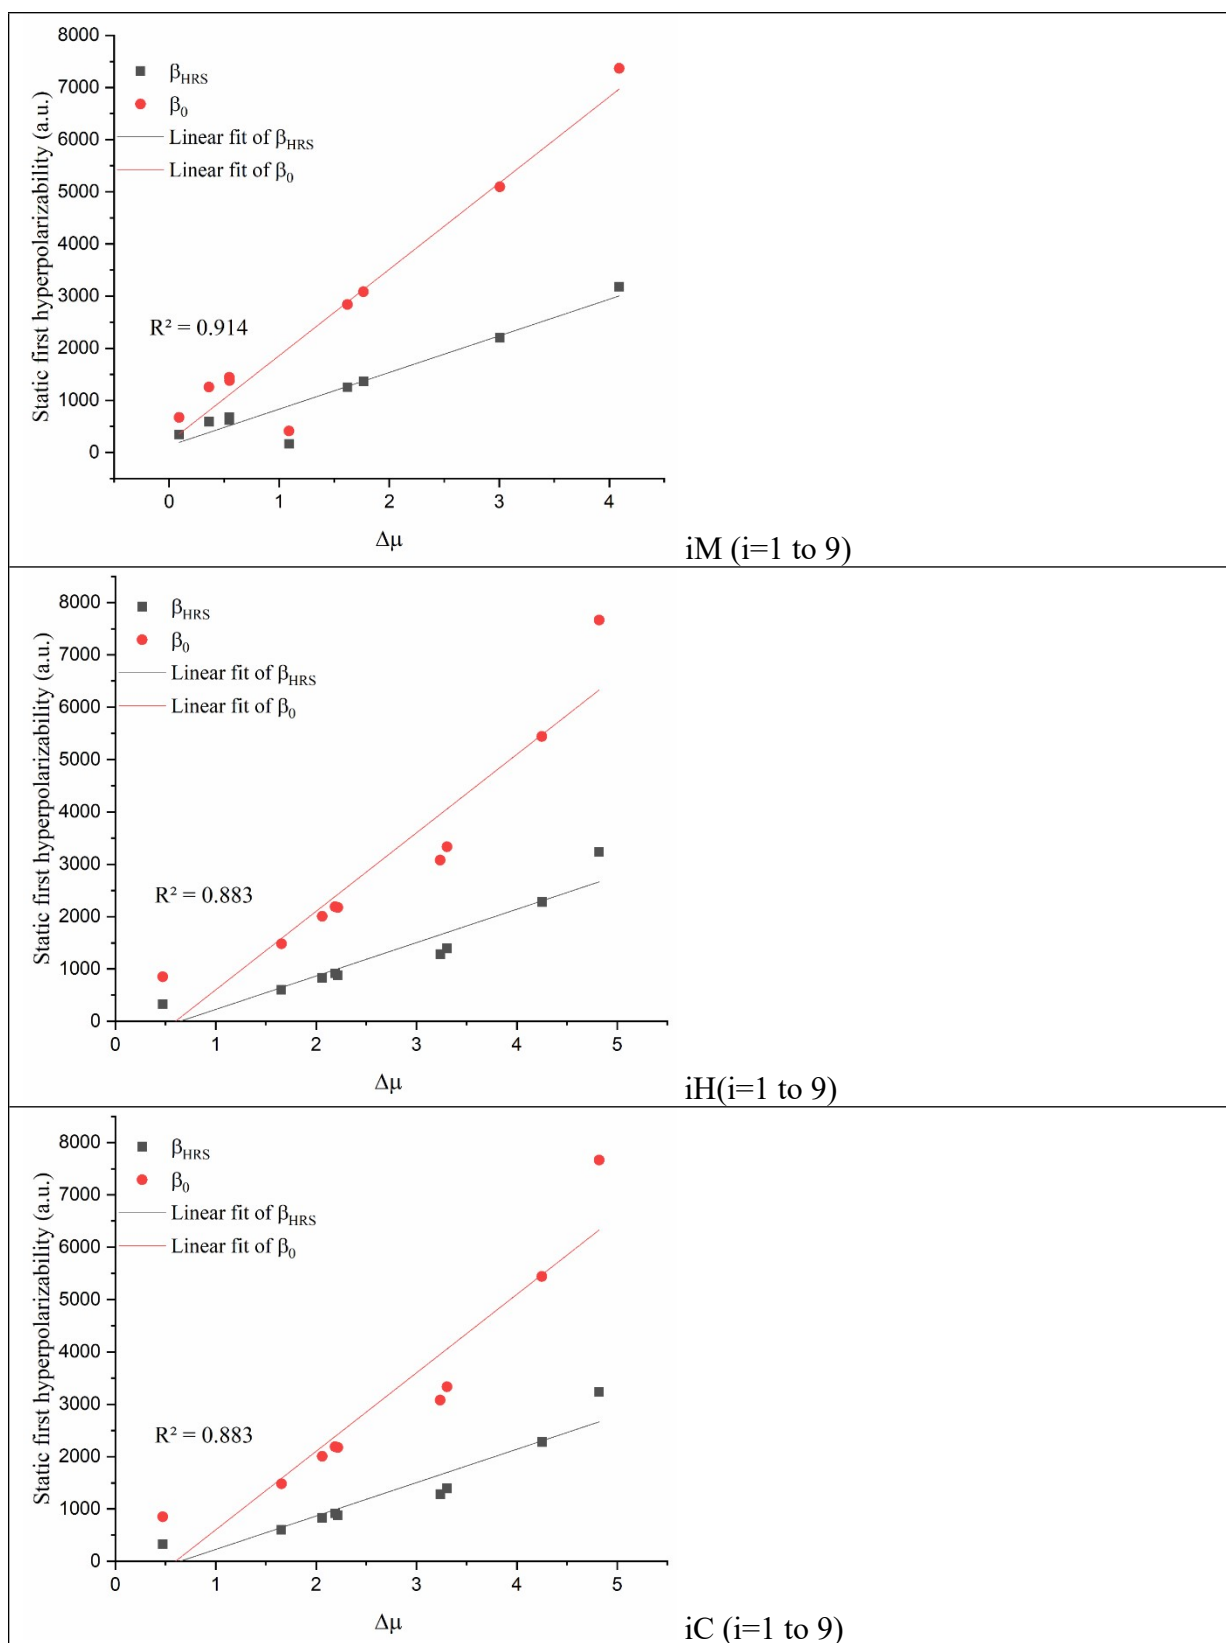 8000
7000
6000
5000
4000
3000
2000
1000
0
Static first hyperpolarizability (a.u.)
βHRS
β0
Linear fit of βHRS
Linear fit of β0
R² = 0.914
0 1 2 3 4
Δμ
iM (i=1 to 9)
8000
7000
6000
5000
4000
3000
2000
1000
0
Static first hyperpolarizability (a.u.)
βHRS
β0
Linear fit of βHRS
Linear fit of β0
R² = 0.883
0 1 2 3 4 5
Δμ
iH(i=1 to 9)
8000
7000
6000
5000
4000
3000
2000
1000
0
Static first hyperpolarizability (a.u.)
βHRS
β0
Linear fit of βHRS
Linear fit of β0
R² = 0.883
0 1 2 3 4 5
Δμ
iC (i=1 to 9)